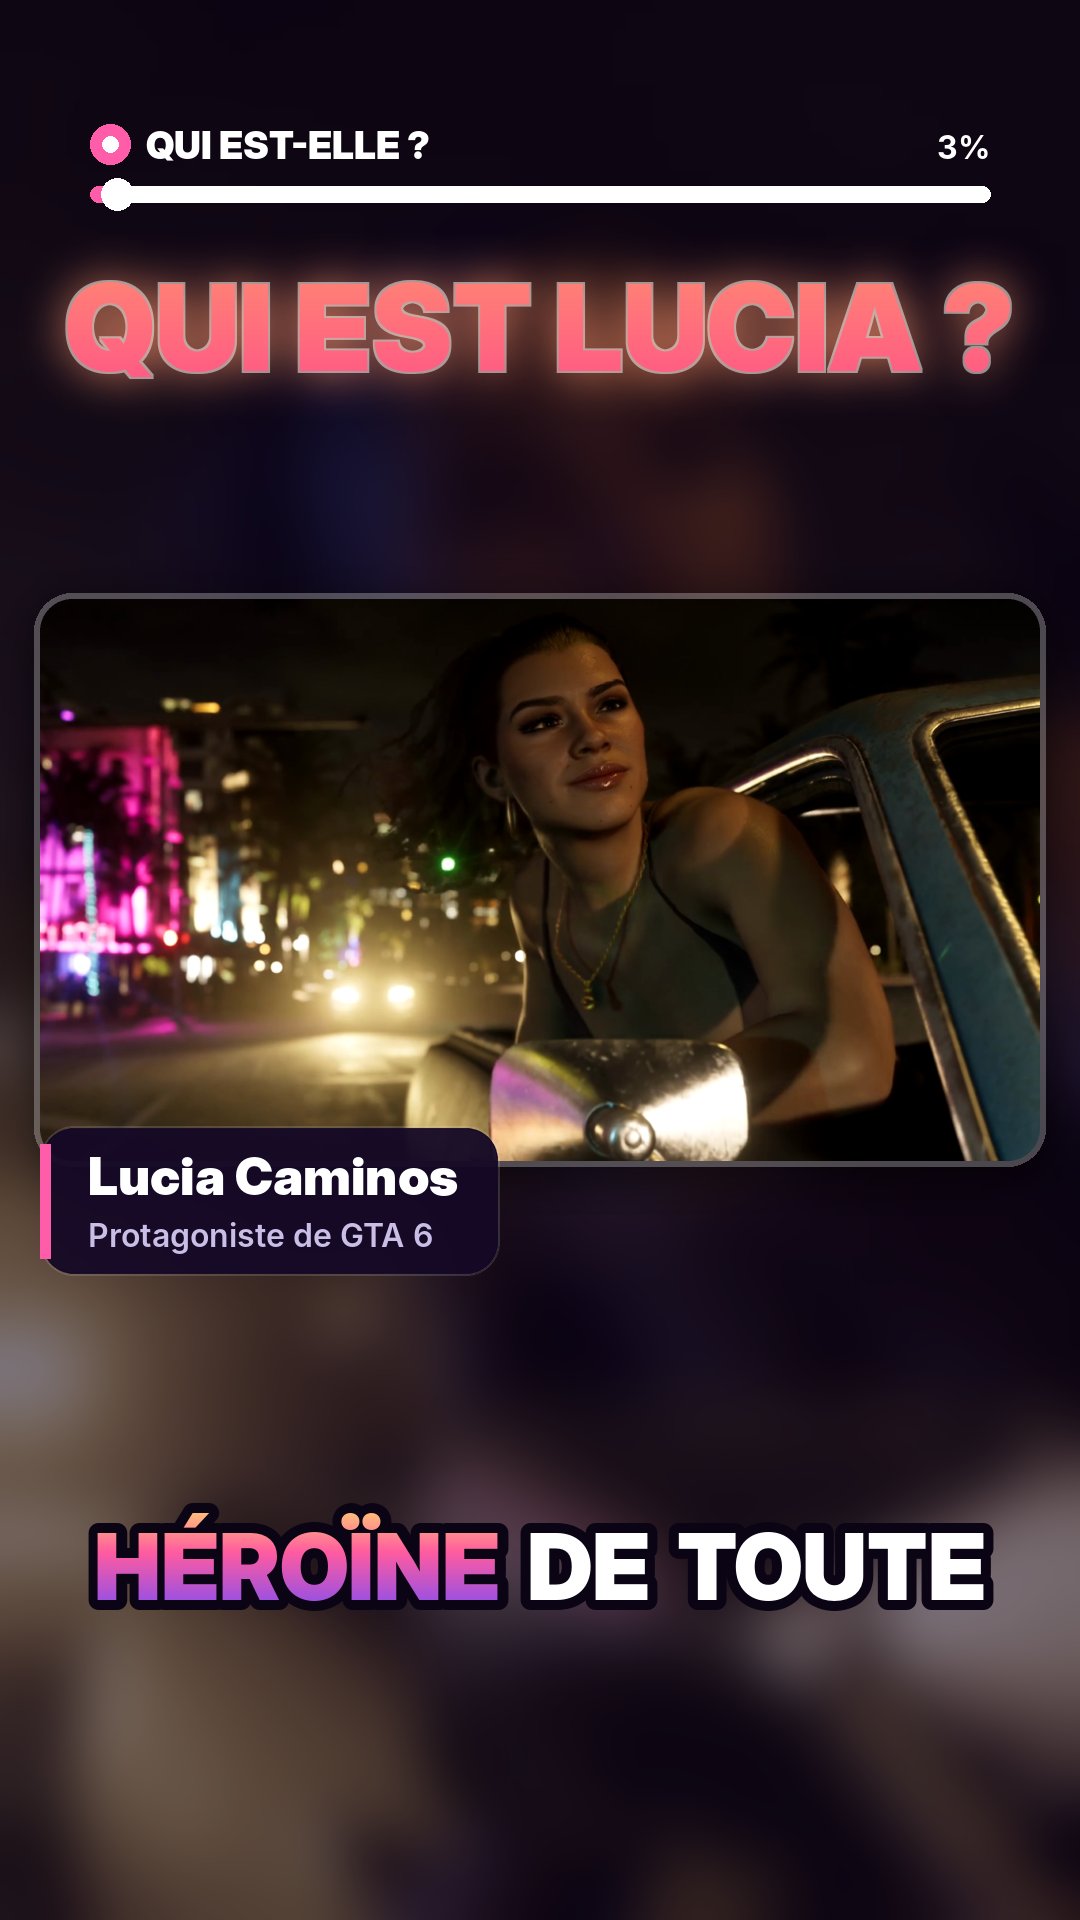 QUI EST-ELLE ?
3%
QUI EST LUCIA ?
Lucia Caminos
Protagoniste de GTA 6
HÉROÏNE DE TOUTE